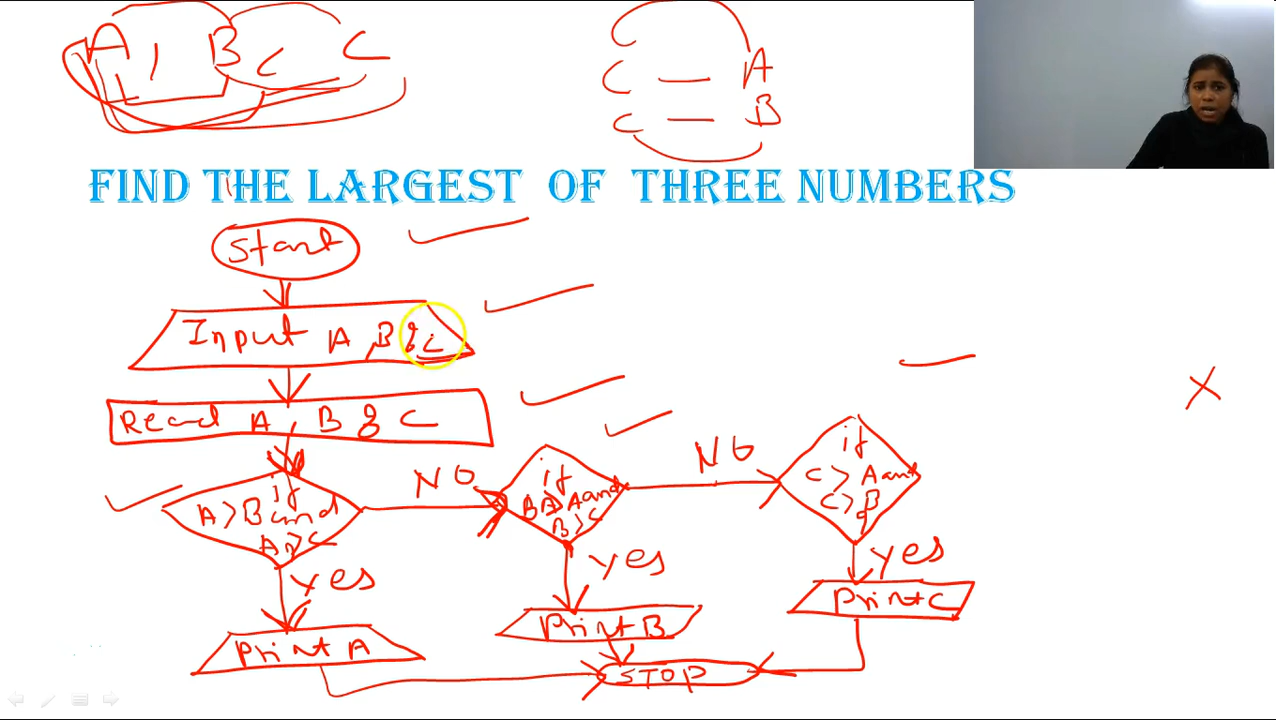 A , B C C
C — A
C — B
FIND THE LARGEST OF THREE NUMBERS
Start
Input A, B & C
Read A, B & C
if A > B and A > C
NO
if B > A and B > C
NO
if C > A and C > B
yes
yes
yes
Print A
Print B
Print C
STOP